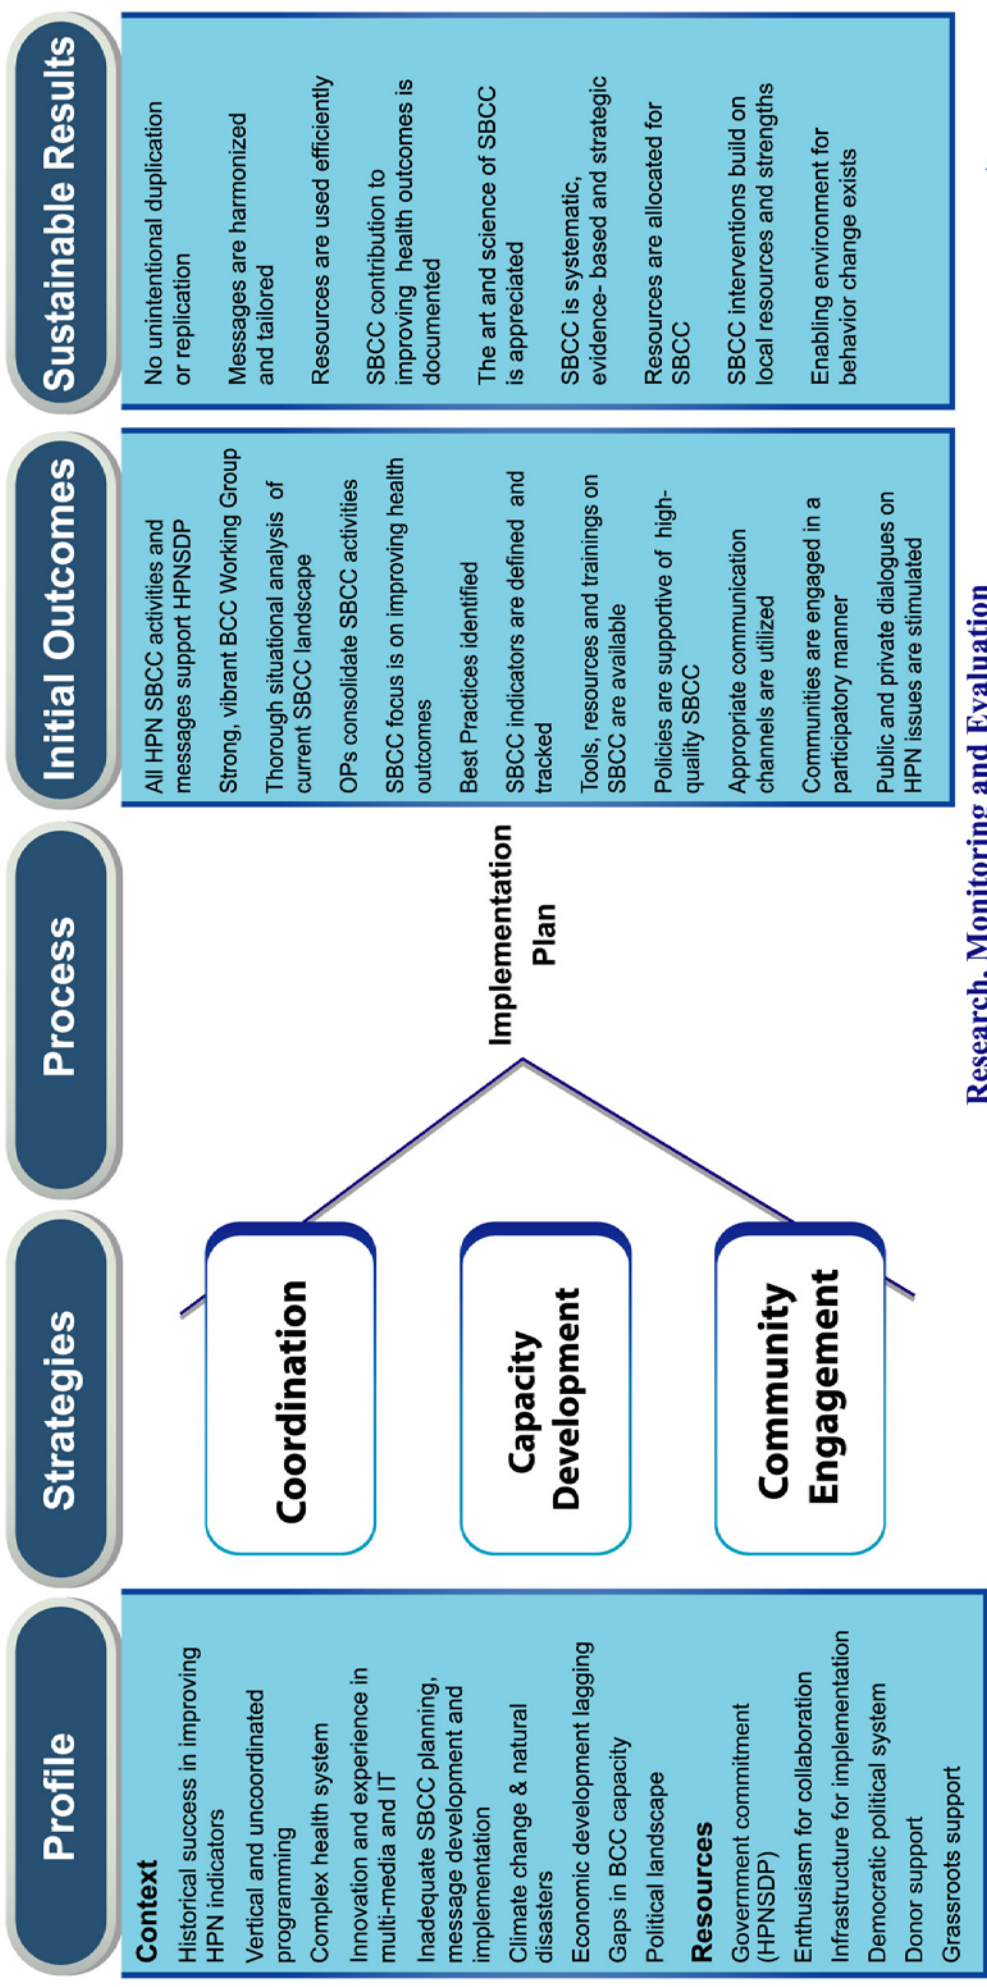 Profile
Context
Historical success in improving
HPN indicators
Vertical and uncoordinated
programming
Complex health system
Innovation and experience in
multi-media and IT
Inadequate SBCC planning,
message development and
implementation
Climate change & natural
disasters
Economic development lagging
Gaps in BCC capacity
Political landscape
Resources
Government commitment
(HPNSDP)
Enthusiasm for collaboration
Infrastructure for implementation
Democratic political system
Donor support
Grassroots support
Strategies
Coordination
Capacity
Development
Community
Engagement
Process
Implementation
Plan
Initial Outcomes
All HPN SBCC activities and
messages support HPNSDP
Strong, vibrant BCC Working Group
Thorough situational analysis of
current SBCC landscape
OPs consolidate SBCC activities
SBCC focus is on improving health
outcomes
Best Practices identified
SBCC indicators are defined and
tracked
Tools, resources and trainings on
SBCC are available
Policies are supportive of high-
quality SBCC
Appropriate communication
channels are utilized
Communities are engaged in a
participatory manner
Public and private dialogues on
HPN issues are stimulated
Sustainable Results
No unintentional duplication
or replication
Messages are harmonized
and tailored
Resources are used efficiently
SBCC contribution to
improving health outcomes is
documented
The art and science of SBCC
is appreciated
SBCC is systematic,
evidence- based and strategic
Resources are allocated for
SBCC
SBCC interventions build on
local resources and strengths
Enabling environment for
behavior change exists
Research, Monitoring and Evaluation